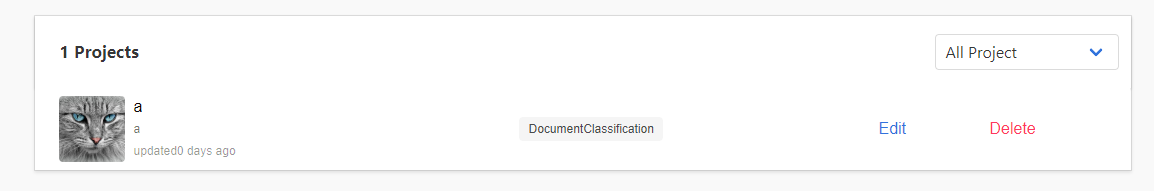 1 Projects
All Project
a
a
updated0 days ago
DocumentClassification
Edit
Delete